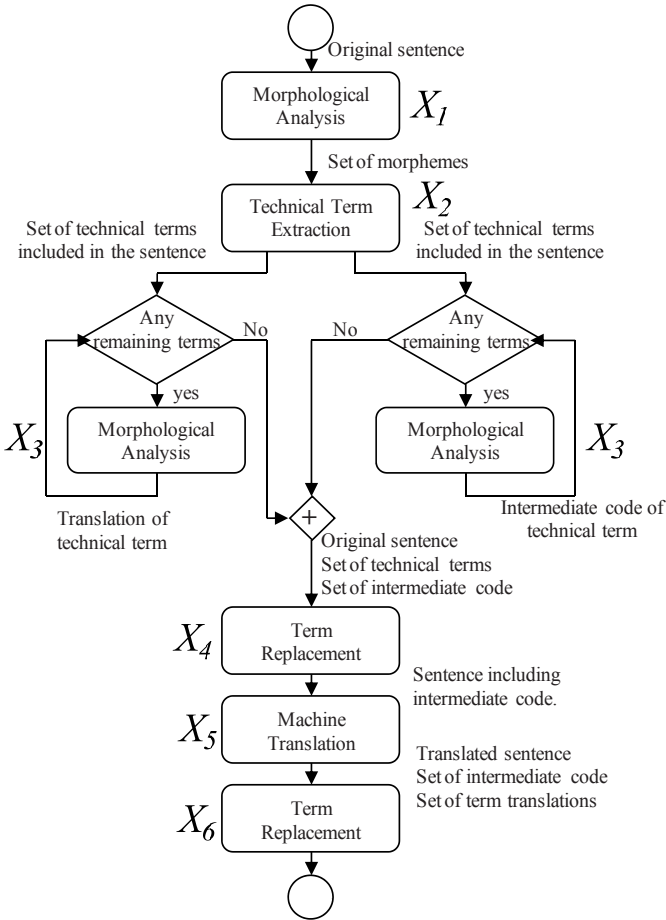 Original sentence
Morphological
Analysis
X1
Set of morphemes
X2
Technical Term
Extraction
Set of technical terms
included in the sentence
Set of technical terms
included in the sentence
Any
remaining terms
No
No
Any
remaining terms
yes
yes
X3
Morphological
Analysis
Morphological
Analysis
X3
Translation of
technical term
Intermediate code of
technical term
+
Original sentence
Set of technical terms
Set of intermediate code
X4
Term
Replacement
Sentence including
intermediate code.
X5
Machine
Translation
Translated sentence
Set of intermediate code
Set of term translations
X6
Term
Replacement